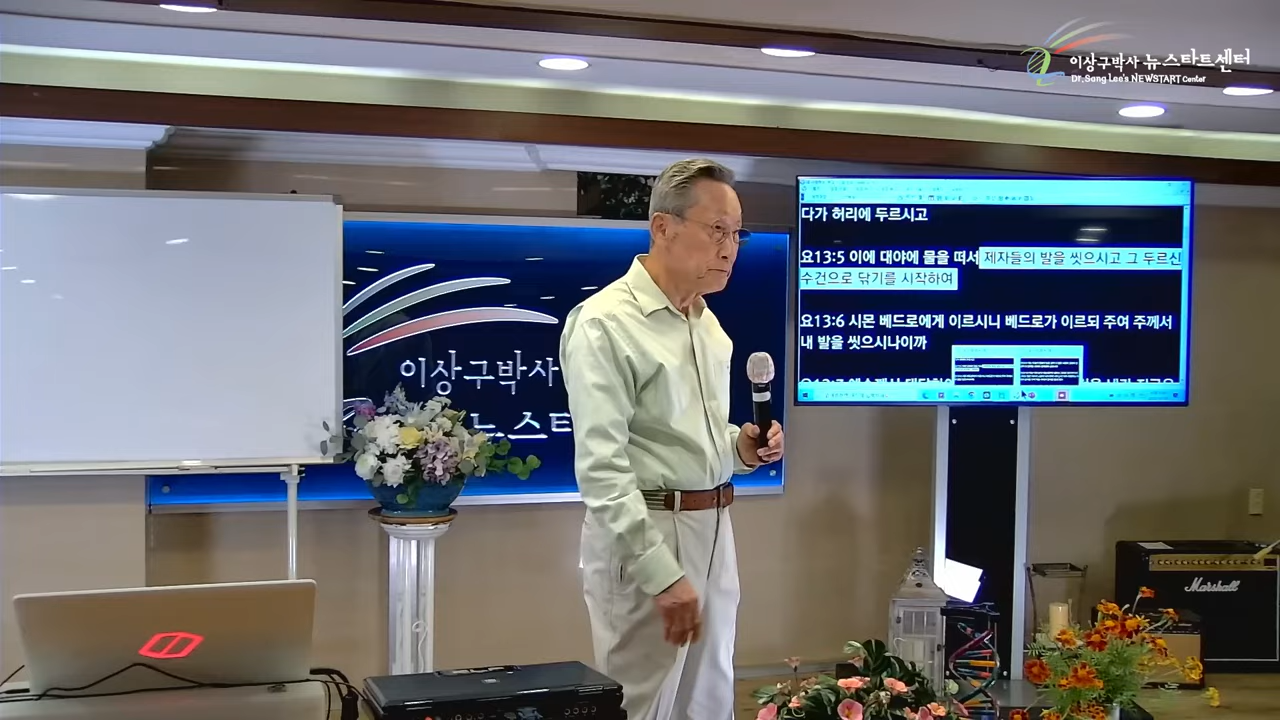 이상구박사 뉴스타트센터
Dr. Sang Lee's NEWSTART Center
다가 허리에 두르시고
요13:5 이에 대야에 물을 떠서 제자들의 발을 씻으시고 그 두르신
수건으로 닦기를 시작하여
요13:6 시몬 베드로에게 이르시니 베드로가 이르되 주여 주께서
내 발을 씻으시나이까
이상구박사
뉴스타
Marshall